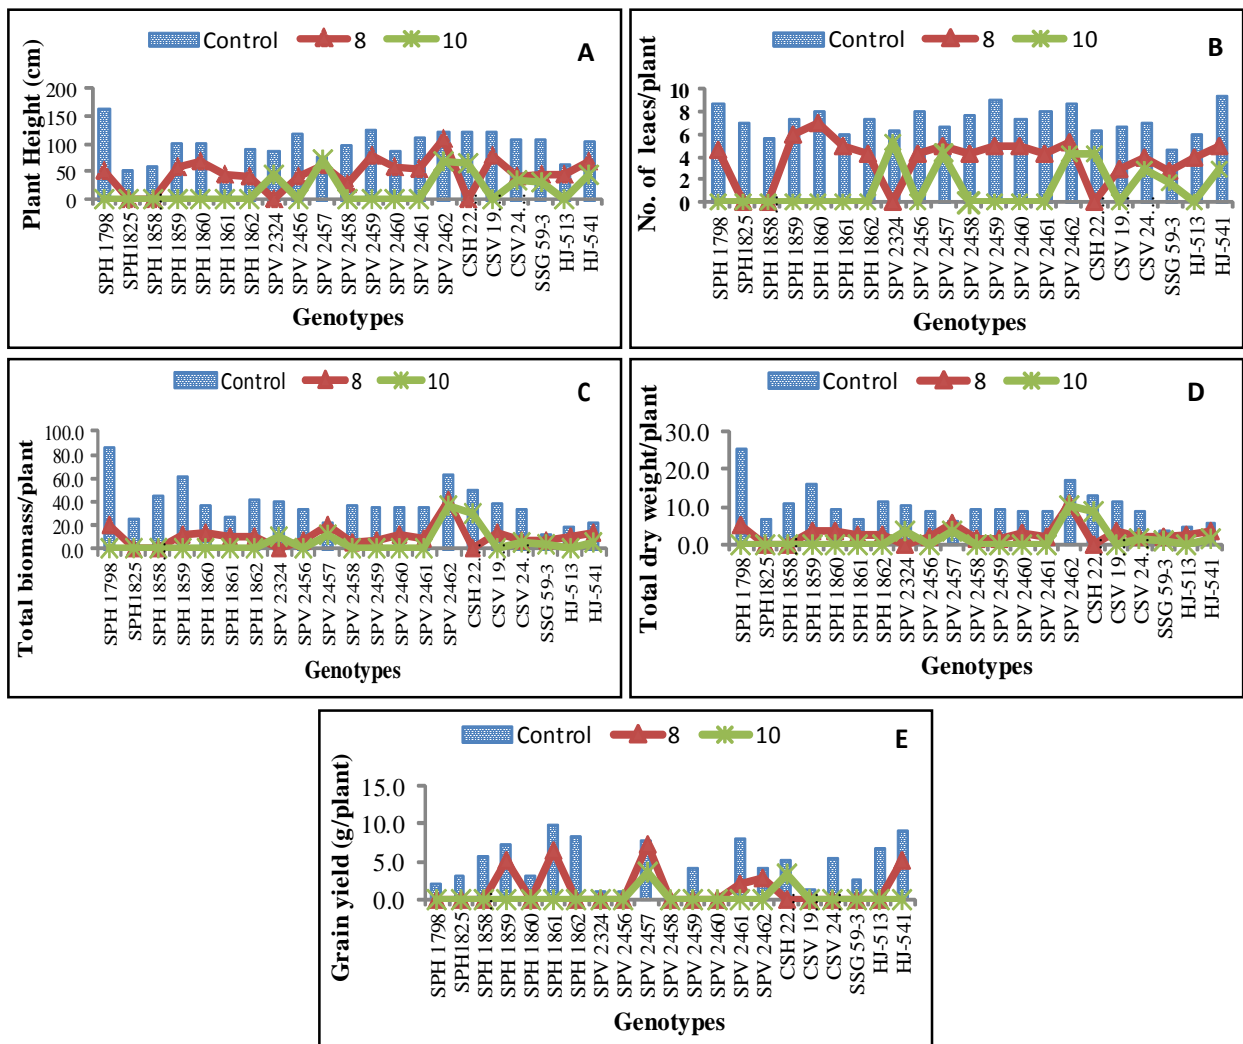 Control 8 10 A
Plant Height (cm)
200
150
100
50
0
SPH 1798
SPH1825
SPH 1858
SPH 1859
SPH 1860
SPH 1861
SPH 1862
SPV 2324
SPV 2456
SPV 2457
SPV 2458
SPV 2459
SPV 2460
SPV 2461
SPV 2462
CSH 22…
CSV 19…
CSV 24…
SSG 59-3
HJ-513
HJ-541
Genotypes
Control 8 10 B
No. of leaees/plant
10
8
6
4
2
0
SPH 1798
SPH1825
SPH 1858
SPH 1859
SPH 1860
SPH 1861
SPH 1862
SPV 2324
SPV 2456
SPV 2457
SPV 2458
SPV 2459
SPV 2460
SPV 2461
SPV 2462
CSH 22…
CSV 19…
CSV 24…
SSG 59-3
HJ-513
HJ-541
Genotypes
Control 8 10 C
Total biomass/plant
100.0
80.0
60.0
40.0
20.0
0.0
SPH 1798
SPH1825
SPH 1858
SPH 1859
SPH 1860
SPH 1861
SPH 1862
SPV 2324
SPV 2456
SPV 2457
SPV 2458
SPV 2459
SPV 2460
SPV 2461
SPV 2462
CSH 22…
CSV 19…
CSV 24…
SSG 59-3
HJ-513
HJ-541
Genotypes
Control 8 10 D
Total dry weight/plant
30.0
20.0
10.0
0.0
SPH 1798
SPH1825
SPH 1858
SPH 1859
SPH 1860
SPH 1861
SPH 1862
SPV 2324
SPV 2456
SPV 2457
SPV 2458
SPV 2459
SPV 2460
SPV 2461
SPV 2462
CSH 22…
CSV 19…
CSV 24…
SSG 59-3
HJ-513
HJ-541
Genotypes
Control 8 10 E
Grain yield (g/plant)
15.0
10.0
5.0
0.0
SPH 1798
SPH1825
SPH 1858
SPH 1859
SPH 1860
SPH 1861
SPH 1862
SPV 2324
SPV 2456
SPV 2457
SPV 2458
SPV 2459
SPV 2460
SPV 2461
SPV 2462
CSH 22…
CSV 19…
CSV 24…
SSG 59-3
HJ-513
HJ-541
Genotypes